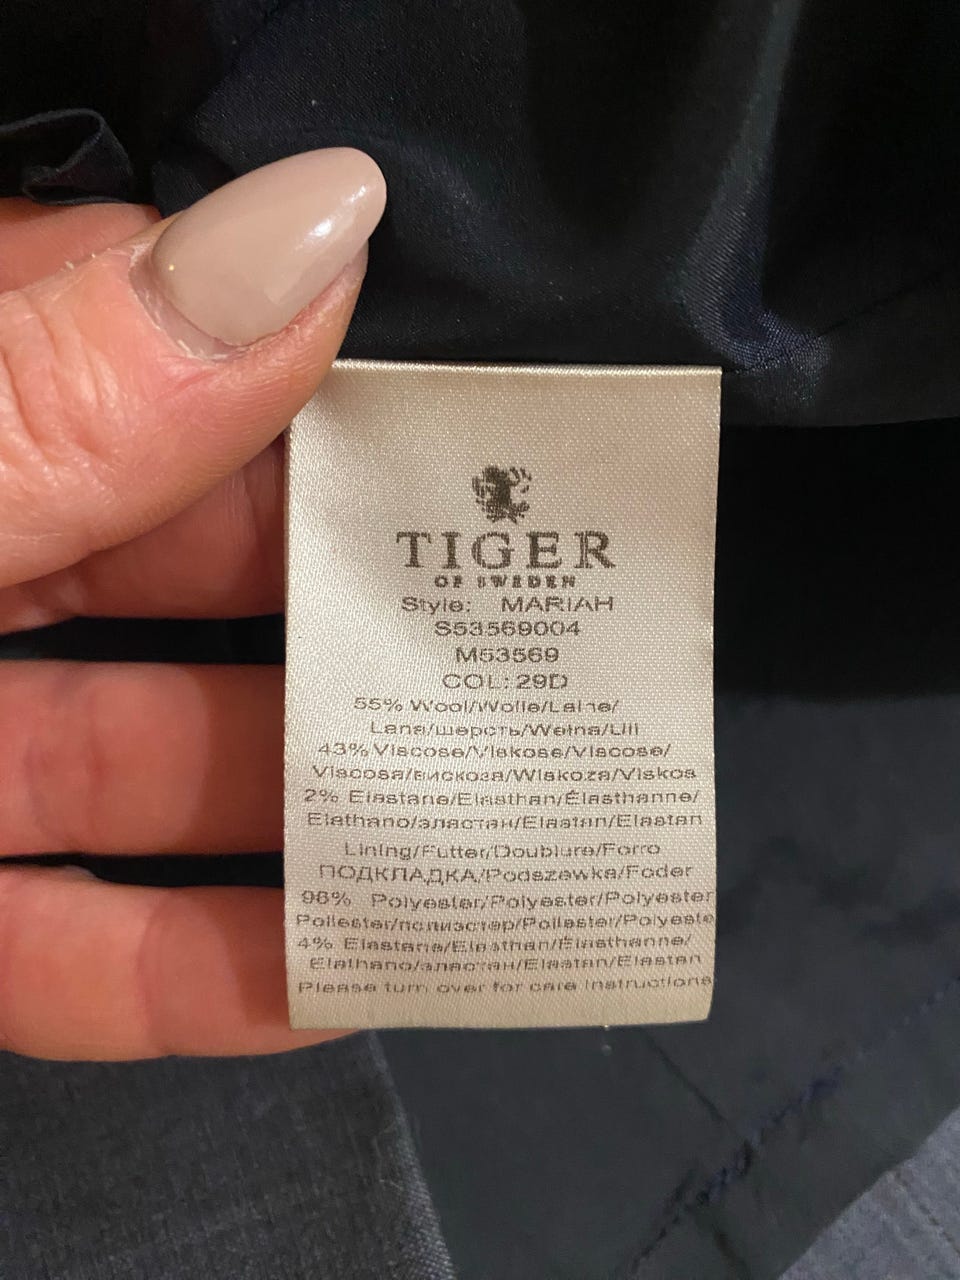 TIGER
OF SWEDEN
Style: MARIAH
S53569004
M53569
COL: 29D
55% Wool/Wolle/Laine/
Lana/шерсть/Wełna/Ull
43% Viscose/Viskose/Viscose/
Viscosa/вискоза/Wiskoza/Viskos
2% Elastane/Elasthan/Élasthanne/
Elathano/эластан/Elastan/Elastan
Lining/Futter/Doublure/Forro
ПОДКЛАДКА/Podszewka/Foder
96% Polyester/Polyester/Polyester
Poliester/полиэстер/Poliester/Polyeste
4% Elastane/Elasthan/Élasthanne/
Elathano/эластан/Elastan/Elastan
Please turn over for care instructions